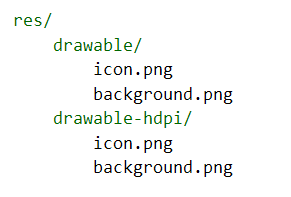 res/
    drawable/
        icon.png
        background.png
    drawable-hdpi/
        icon.png
        background.png